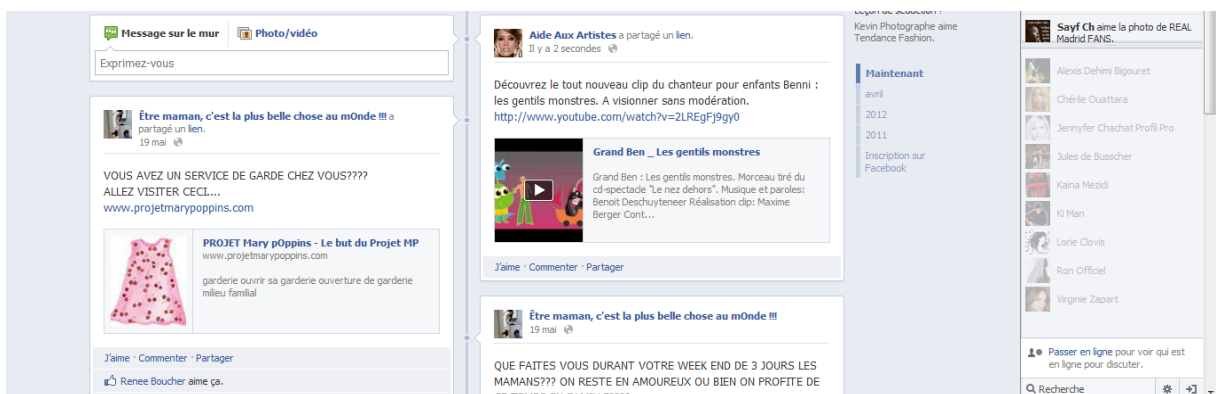 Message sur le mur
Photo/vidéo
Exprimez-vous
Être maman, c'est la plus belle chose au mOnde !!! a
partagé un lien.
19 mai
VOUS AVEZ UN SERVICE DE GARDE CHEZ VOUS????
ALLEZ VISITER CECI....
www.projetmarypoppins.com
PROJET Mary pOppins - Le but du Projet MP
www.projetmarypoppins.com
garderie ouvrir sa garderie ouverture de garderie
milieu familial
J'aime · Commenter · Partager
Renee Boucher aime ça.
Aide Aux Artistes a partagé un lien.
Il y a 2 secondes
Découvrez le tout nouveau clip du chanteur pour enfants Benni :
les gentils monstres. A visionner sans modération.
http://www.youtube.com/watch?v=2LREgFj9gy0
Grand Ben _ Les gentils monstres
Grand Ben : Les gentils monstres. Morceau tiré du
cd-spectacle "Le nez dehors". Musique et paroles:
Benoit Deschuyteneer Réalisation clip: Maxime
Berger Cont...
J'aime · Commenter · Partager
Être maman, c'est la plus belle chose au mOnde !!!
19 mai
QUE FAITES VOUS DURANT VOTRE WEEK END DE 3 JOURS LES
MAMANS??? ON RESTE EN AMOUREUX OU BIEN ON PROFITE DE
Leçon de séduction !
Kevin Photographe aime
Tendance Fashion.
Maintenant
avril
2012
2011
Inscription sur
Facebook
Sayf Ch aime la photo de REAL
Madrid FANS.
Alexis Dehimi Bigouret
Chérile Ouattara
Jennyfer Chachat Profil Pro
Jules de Busscher
Kaina Mezidi
Ki Man
Lorie Clovis
Ron Officiel
Virginie Zapart
Passer en ligne pour voir qui est
en ligne pour discuter.
Recherche